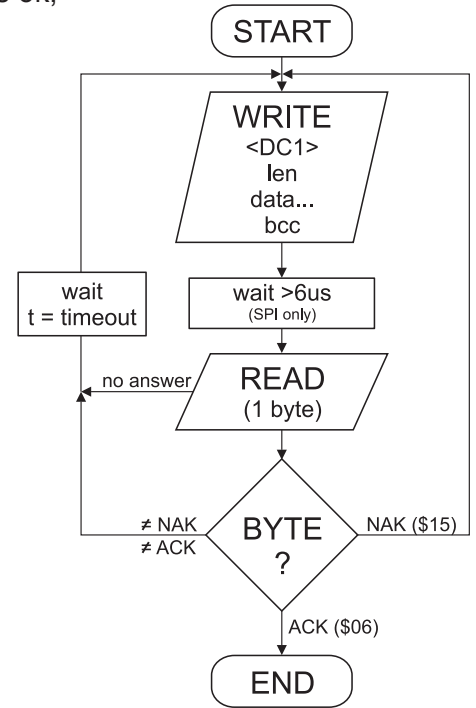 START
WRITE
<DC1>
len
data...
bcc
wait
t = timeout
wait >6us
(SPI only)
no answer
READ
(1 byte)
≠ NAK
≠ ACK
BYTE
?
NAK ($15)
ACK ($06)
END